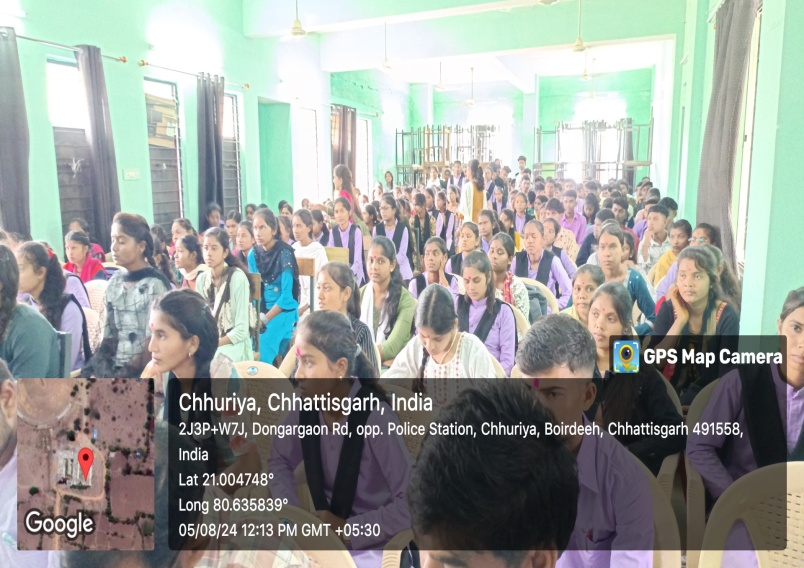 GPS Map Camera
Chhuriya, Chhattisgarh, India
2J3P+W7J, Dongargaon Rd, opp. Police Station, Chhuriya, Boirdeeh, Chhattisgarh 491558,
India
Lat 21.004748°
Long 80.635839°
05/08/24 12:13 PM GMT +05:30
Google